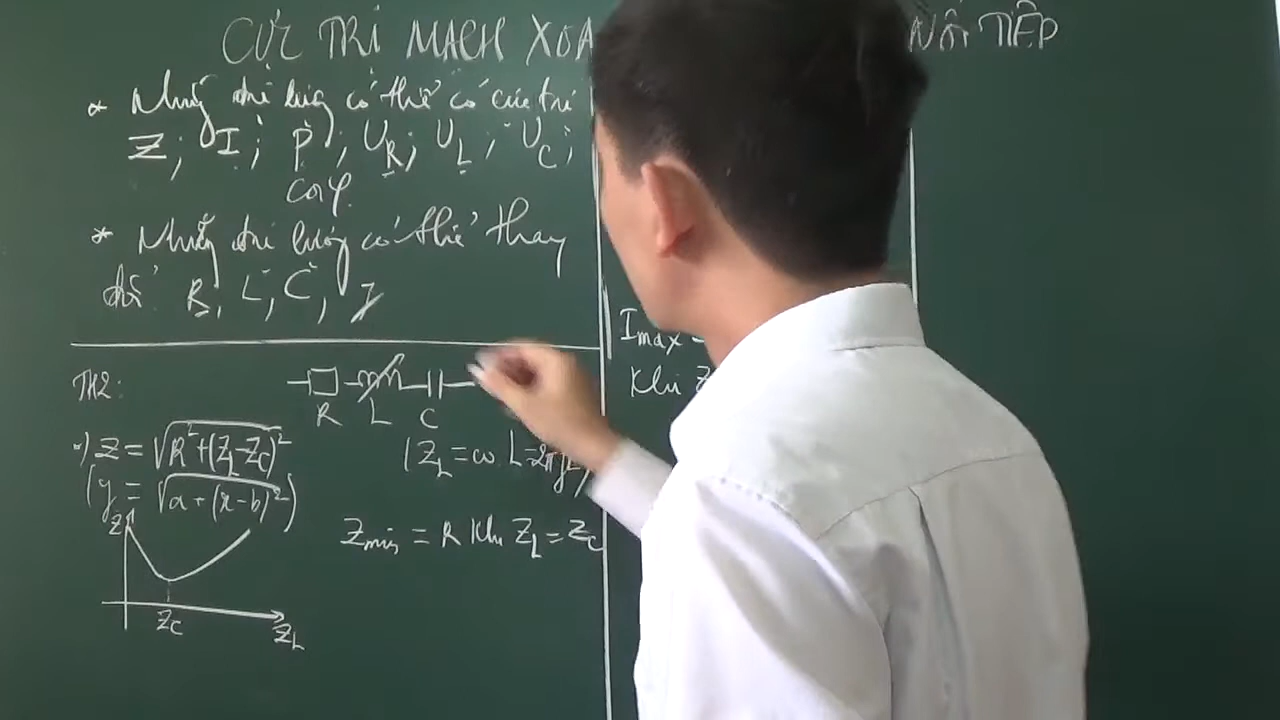 CỰC TRỊ MẠCH XOA NỐI TIẾP
* Những đại lượng có thể có cực trị
Z; I; P; U_R; U_L; U_C;
cosφ.
* Những đại lượng có thể thay
đổi R, L, C, f
TH2:
R L C
*) Z = √R²+(Z_L-Z_C)²
(Z_L = ω.L = 2πfL)
(y = √a+(x-b)²)
Z_min = R khi Z_L = Z_C
Z
Z_C
Z_L
I_max
Khi Z